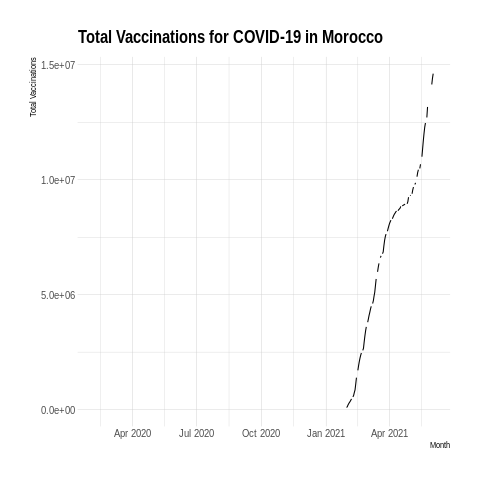 Total Vaccinations for COVID-19 in Morocco
Total Vaccinations
1.5e+07
1.0e+07
5.0e+06
0.0e+00
Apr 2020 Jul 2020 Oct 2020 Jan 2021 Apr 2021
Month